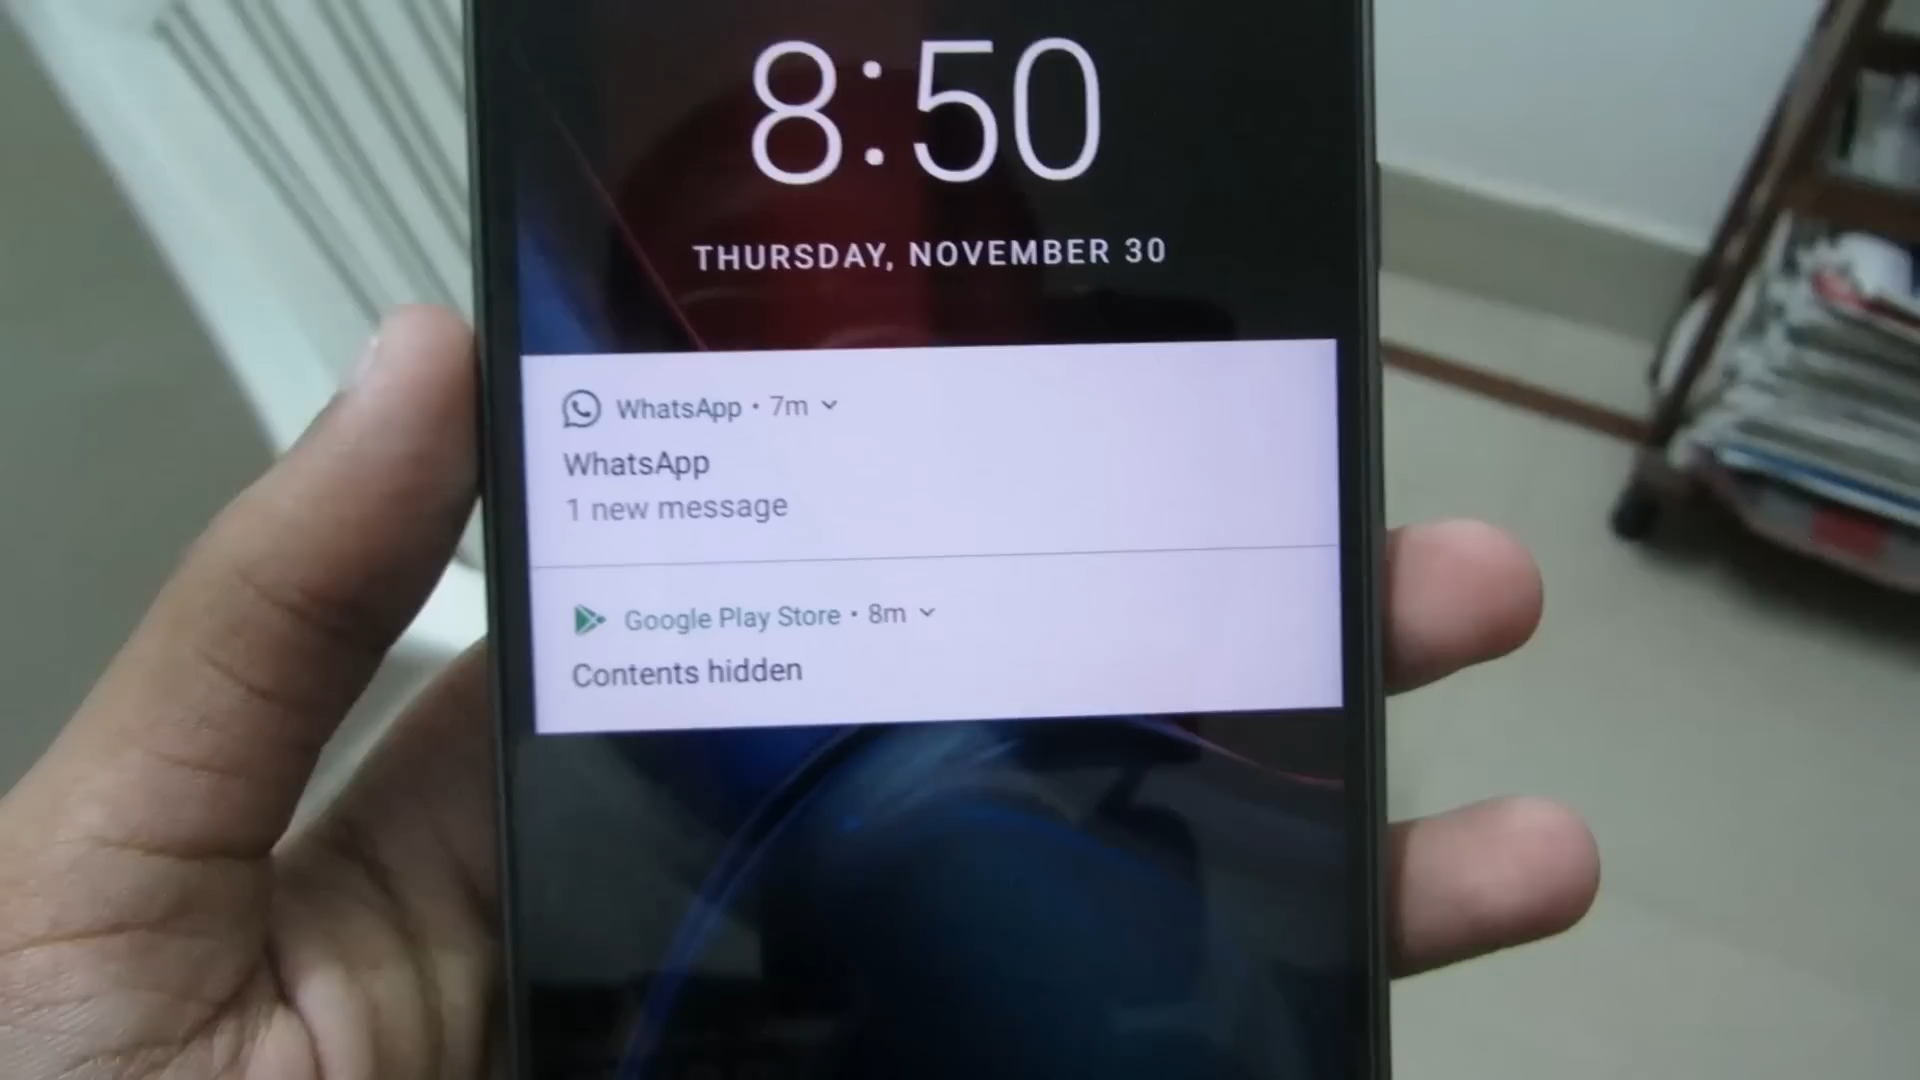 8:50
THURSDAY, NOVEMBER 30
WhatsApp • 7m
WhatsApp
1 new message
Google Play Store • 8m
Contents hidden